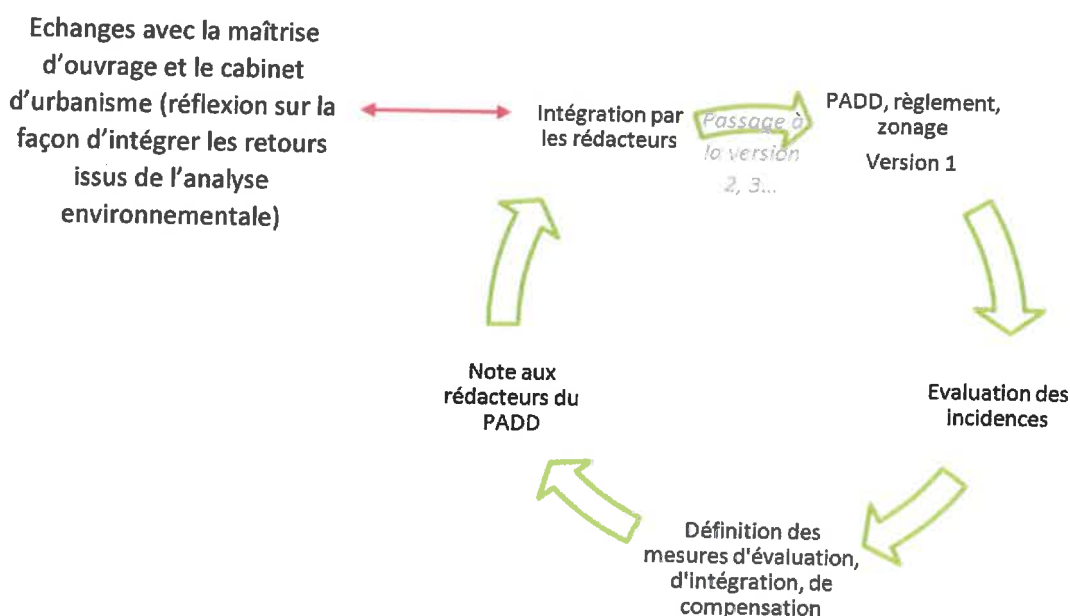 Echanges avec la maîtrise
d'ouvrage et le cabinet
d'urbanisme (réflexion sur la
façon d'intégrer les retours
issus de l'analyse
environnementale)
Intégration par
les rédacteurs
Passage à
la version
2, 3...
PADD, règlement,
zonage
Version 1
Evaluation des
incidences
Définition des
mesures d'évaluation,
d'intégration, de
compensation
Note aux
rédacteurs du
PADD